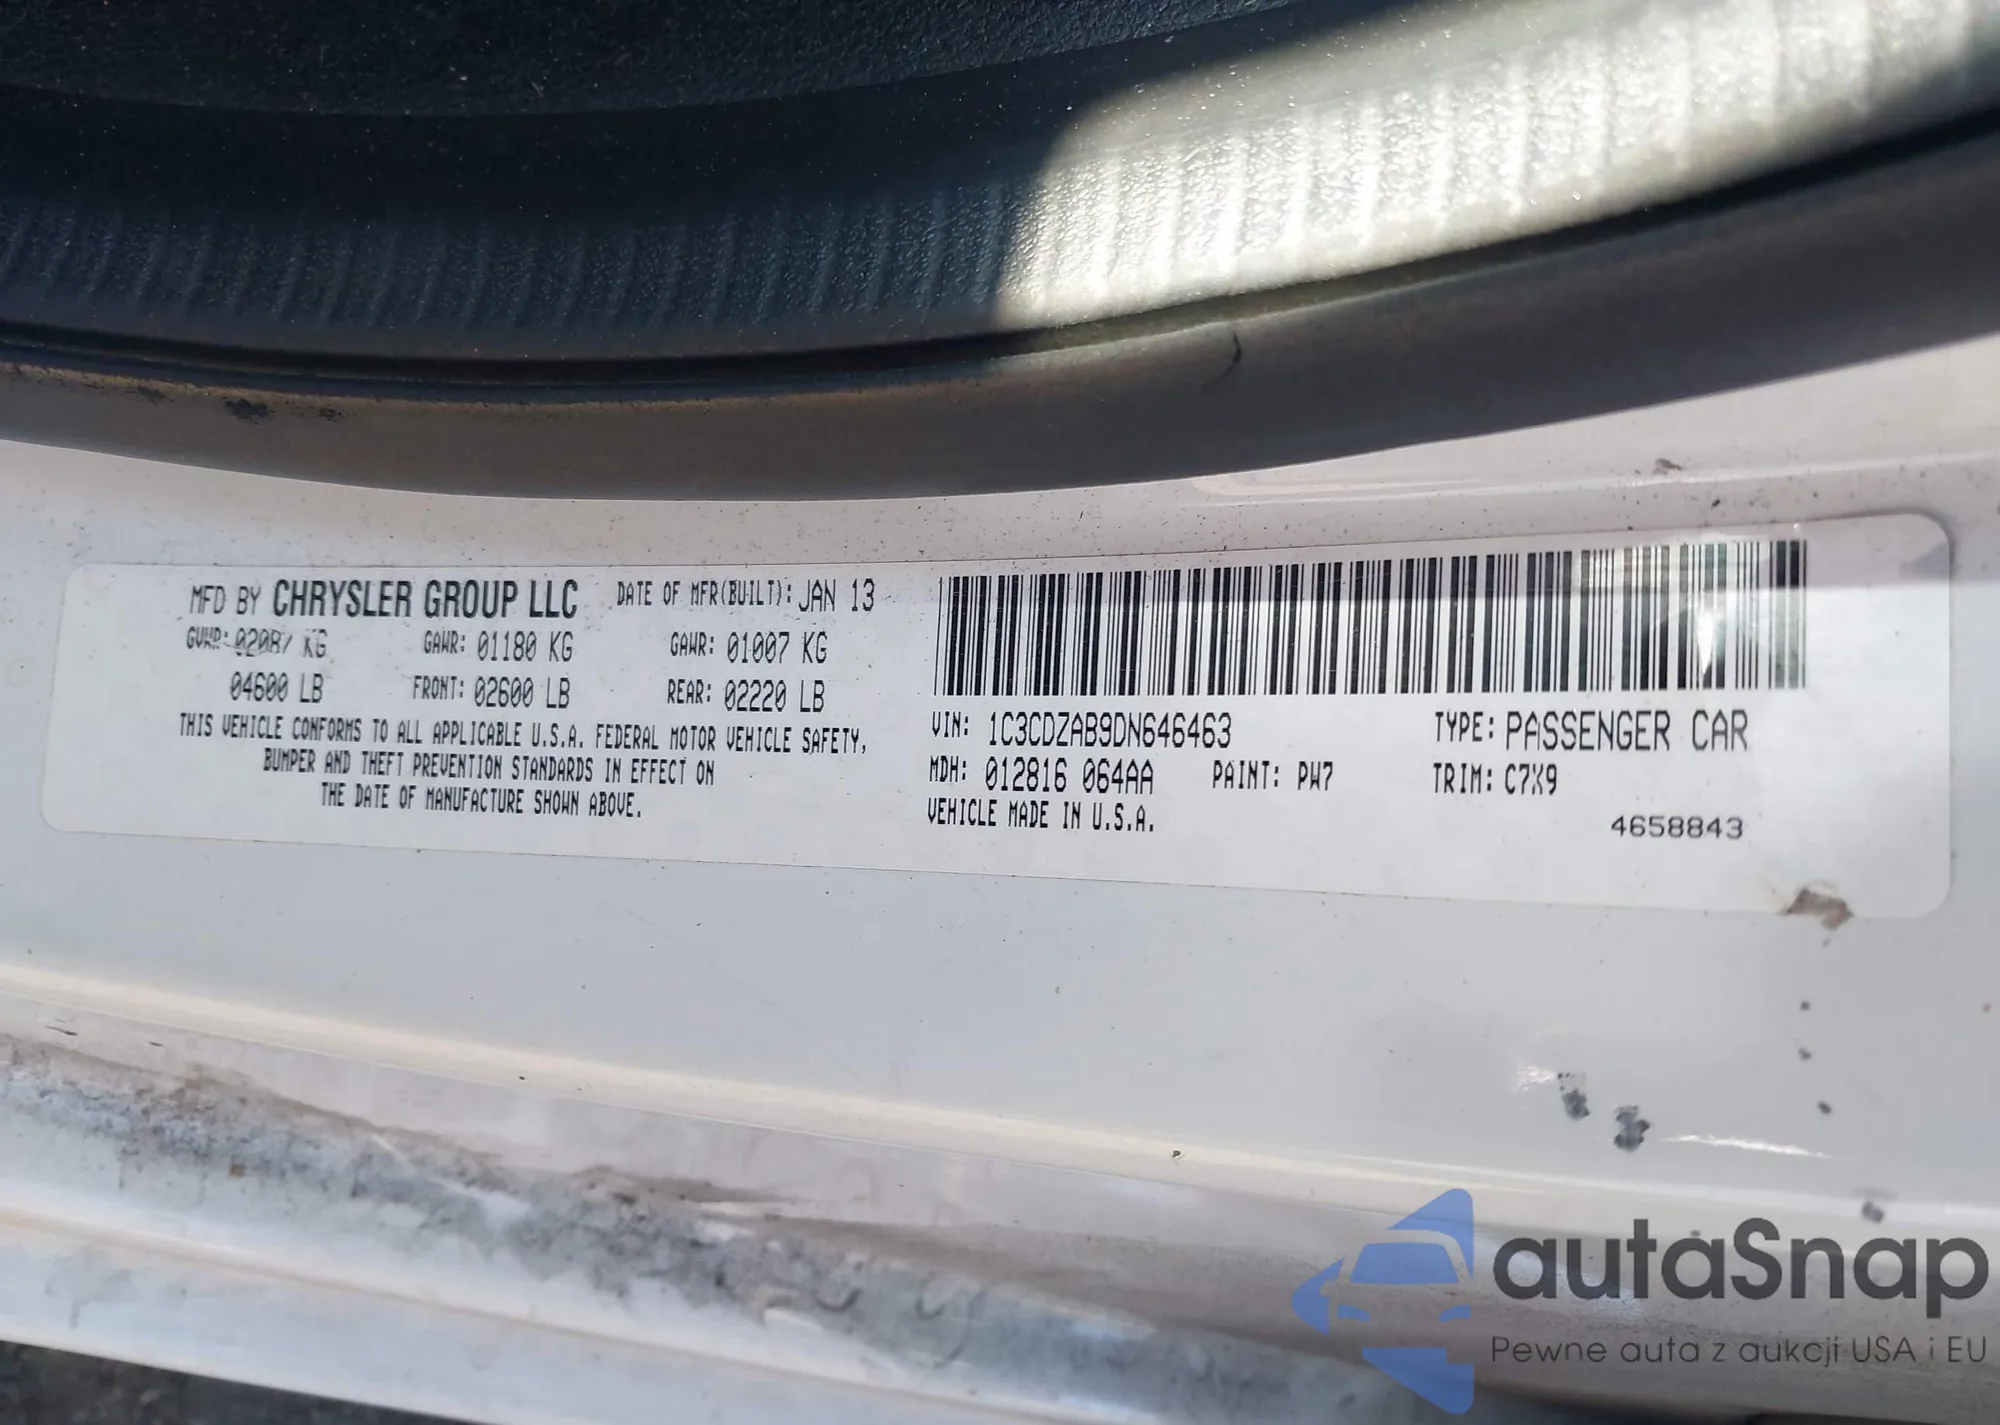 MFD BY CHRYSLER GROUP LLC DATE OF MFR(BUILT): JAN 13
GVWR: 02087 KG GAWR: 01180 KG GAWR: 01007 KG
04600 LB FRONT: 02600 LB REAR: 02220 LB
THIS VEHICLE CONFORMS TO ALL APPLICABLE U.S.A. FEDERAL MOTOR VEHICLE SAFETY,
BUMPER AND THEFT PREVENTION STANDARDS IN EFFECT ON
THE DATE OF MANUFACTURE SHOWN ABOVE.
VIN: 1C3CDZAB9DN646463 TYPE: PASSENGER CAR
MDH: 012816 064AA PAINT: PW7 TRIM: C7X9
VEHICLE MADE IN U.S.A.
4658843
autaSnap
Pewne auta z aukcji USA i EU